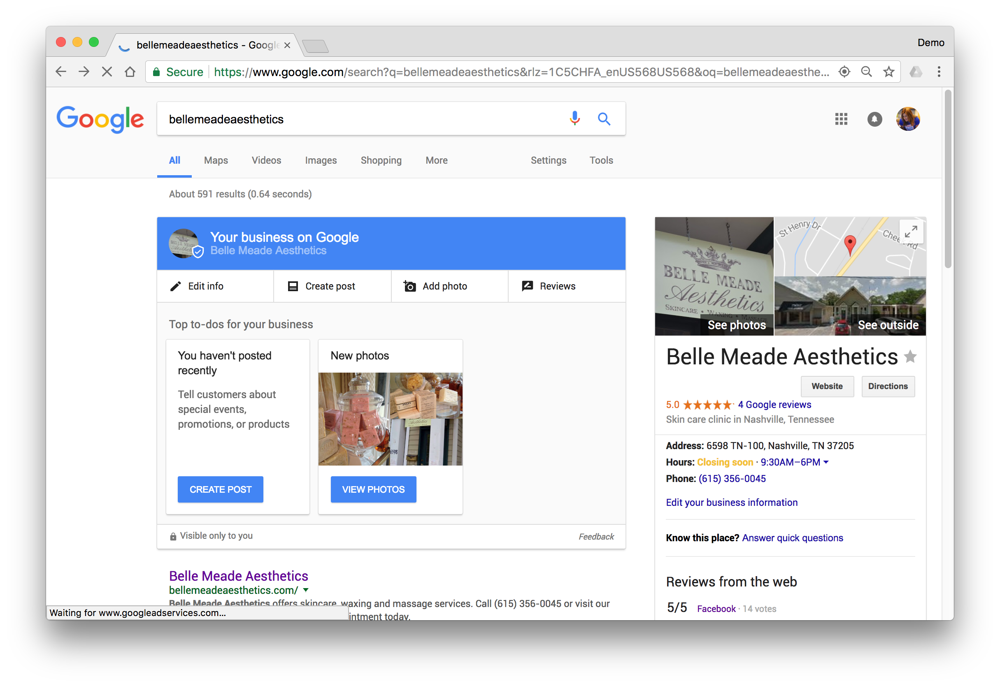 bellemeadeaesthetics - Google
Demo
Secure https://www.google.com/search?q=bellemeadeaesthetics&rlz=1C5CHFA_enUS568US568&oq=bellemeadeaesthe...
Google
bellemeadeaesthetics
All Maps Videos Images Shopping More Settings Tools
About 591 results (0.64 seconds)
Your business on Google
Belle Meade Aesthetics
Edit info
Create post
Add photo
Reviews
Top to-dos for your business
You haven't posted
recently
Tell customers about
special events,
promotions, or products
CREATE POST
New photos
6598
VIEW PHOTOS
Visible only to you
Feedback
Belle Meade Aesthetics
bellemeadeaesthetics.com/
Belle Meade Aesthetics offers skincare, waxing and massage services. Call (615) 356-0045 or visit our
intment today.
Waiting for www.googleadservices.com...
BELLE MEADE
Aesthetics
SKINCARE • WAXING • MASSAGE
See photos
St Henry Dr
See outside
Belle Meade Aesthetics
Website
Directions
5.0 4 Google reviews
Skin care clinic in Nashville, Tennessee
Address: 6598 TN-100, Nashville, TN 37205
Hours: Closing soon · 9:30AM–6PM
Phone: (615) 356-0045
Edit your business information
Know this place? Answer quick questions
Reviews from the web
5/5 Facebook · 14 votes